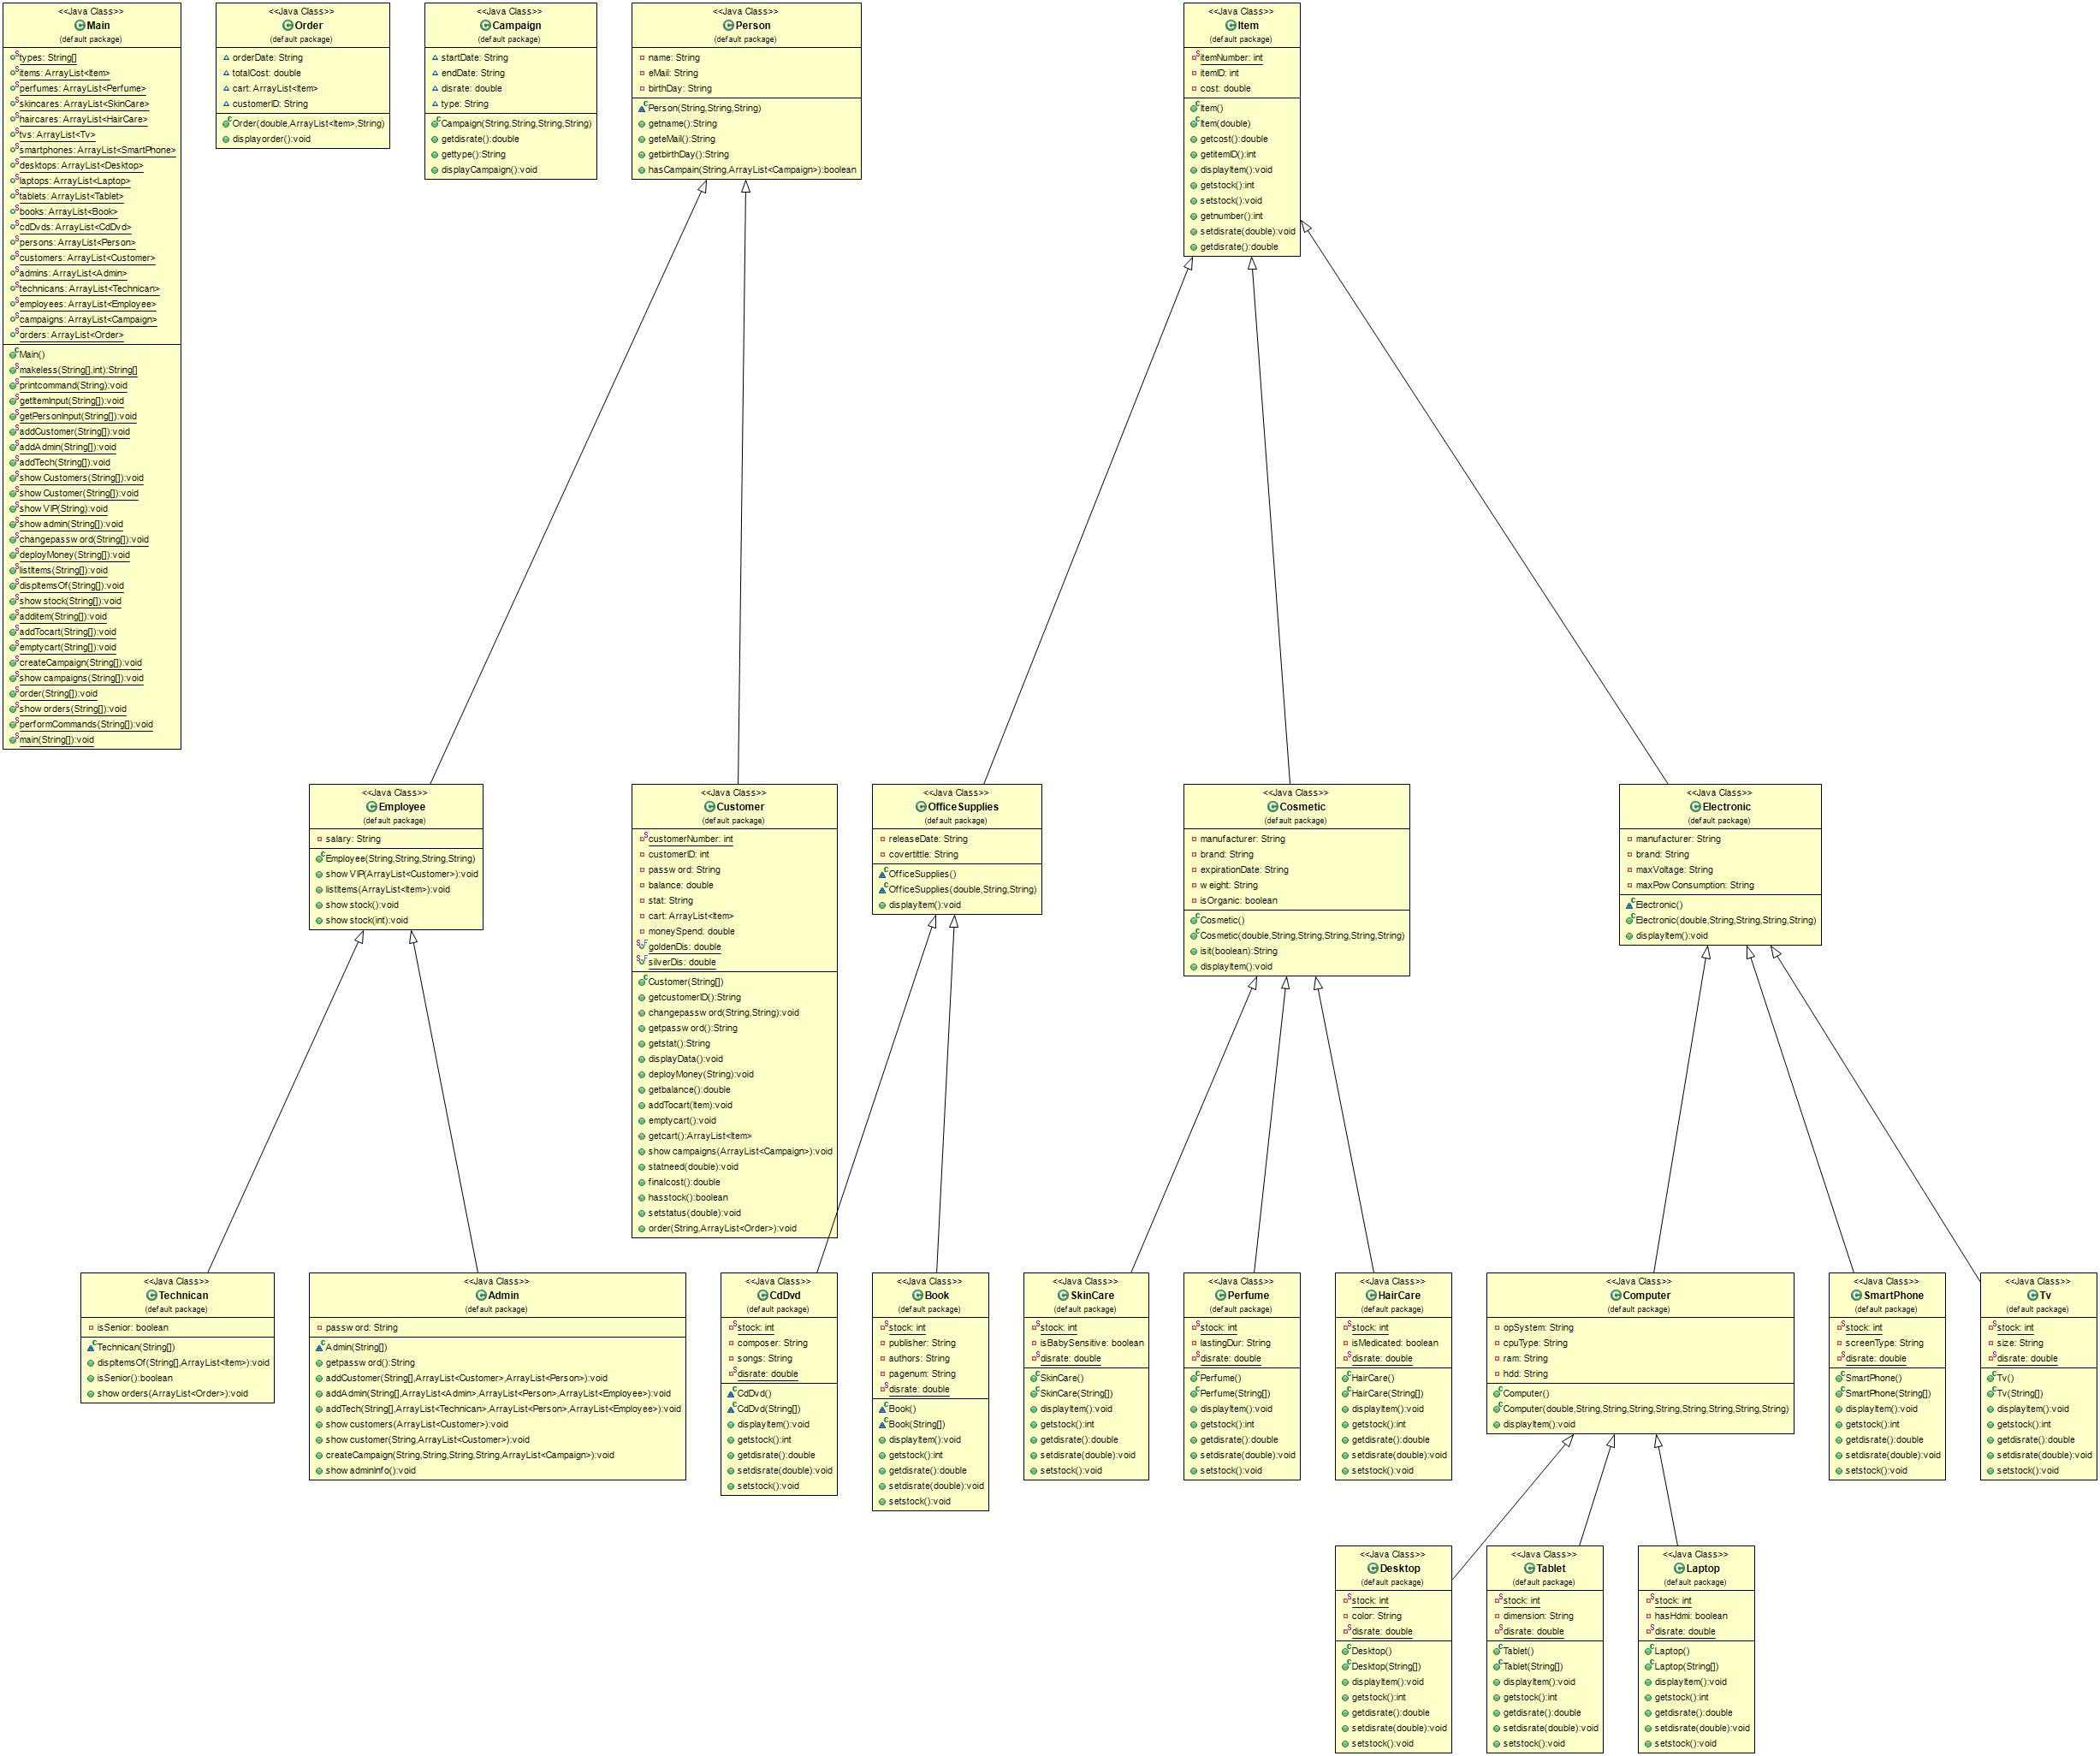 <<Java Class>>
Main
(default package)
types: String[]
items: ArrayList<Item>
perfumes: ArrayList<Perfume>
skincares: ArrayList<SkinCare>
haircares: ArrayList<HairCare>
tvs: ArrayList<Tv>
smartphones: ArrayList<SmartPhone>
desktops: ArrayList<Desktop>
laptops: ArrayList<Laptop>
tablets: ArrayList<Tablet>
books: ArrayList<Book>
cdDvds: ArrayList<CdDvd>
persons: ArrayList<Person>
customers: ArrayList<Customer>
admins: ArrayList<Admin>
technicans: ArrayList<Technican>
employees: ArrayList<Employee>
campaigns: ArrayList<Campaign>
orders: ArrayList<Order>
Main()
makeless(String[],int):String[]
printcommand(String):void
getItemInput(String[]):void
getPersonInput(String[]):void
addCustomer(String[]):void
addAdmin(String[]):void
addTech(String[]):void
show Customers(String[]):void
show Customer(String[]):void
show VIP(String):void
show admin(String[]):void
changepassw ord(String[]):void
deployMoney(String[]):void
listItems(String[]):void
dispItemsOf(String[]):void
show stock(String[]):void
additem(String[]):void
addTocart(String[]):void
emptycart(String[]):void
createCampaign(String[]):void
show campaigns(String[]):void
order(String[]):void
show orders(String[]):void
performCommands(String[]):void
main(String[]):void
<<Java Class>>
Order
(default package)
orderDate: String
totalCost: double
cart: ArrayList<Item>
customerID: String
Order(double,ArrayList<Item>,String)
displayorder():void
<<Java Class>>
Campaign
(default package)
startDate: String
endDate: String
disrate: double
type: String
Campaign(String,String,String,String)
getdisrate():double
gettype():String
displayCampaign():void
<<Java Class>>
Person
(default package)
name: String
eMail: String
birthDay: String
Person(String,String,String)
getname():String
geteMail():String
getbirthDay():String
hasCampain(String,ArrayList<Campaign>):boolean
<<Java Class>>
Item
(default package)
itemNumber: int
itemID: int
cost: double
Item()
Item(double)
getcost():double
getitemID():int
displayItem():void
getstock():int
setstock():void
getnumber():int
setdisrate(double):void
getdisrate():double
<<Java Class>>
Employee
(default package)
salary: String
Employee(String,String,String,String)
show VIP(ArrayList<Customer>):void
listItems(ArrayList<Item>):void
show stock():void
show stock(int):void
<<Java Class>>
Customer
(default package)
customerNumber: int
customerID: int
passw ord: String
balance: double
stat: String
cart: ArrayList<Item>
moneySpend: double
goldenDis: double
silverDis: double
Customer(String[])
getcustomerID():String
changepassw ord(String,String):void
getpassw ord():String
getstat():String
displayData():void
deployMoney(String):void
getbalance():double
addTocart(Item):void
emptycart():void
getcart():ArrayList<Item>
show campaigns(ArrayList<Campaign>):void
statneed(double):void
finalcost():double
hasstock():boolean
setstatus(double):void
order(String,ArrayList<Order>):void
<<Java Class>>
OfficeSupplies
(default package)
releaseDate: String
covertittle: String
OfficeSupplies()
OfficeSupplies(double,String,String)
displayItem():void
<<Java Class>>
Cosmetic
(default package)
manufacturer: String
brand: String
expirationDate: String
w eight: String
isOrganic: boolean
Cosmetic()
Cosmetic(double,String,String,String,String,String)
isit(boolean):String
displayItem():void
<<Java Class>>
Electronic
(default package)
manufacturer: String
brand: String
maxVoltage: String
maxPow Consumption: String
Electronic()
Electronic(double,String,String,String,String)
displayItem():void
<<Java Class>>
Technican
(default package)
isSenior: boolean
Technican(String[])
dispItemsOf(String[],ArrayList<Item>):void
isSenior():boolean
show orders(ArrayList<Order>):void
<<Java Class>>
Admin
(default package)
passw ord: String
Admin(String[])
getpassw ord():String
addCustomer(String[],ArrayList<Customer>,ArrayList<Person>):void
addAdmin(String[],ArrayList<Admin>,ArrayList<Person>,ArrayList<Employee>):void
addTech(String[],ArrayList<Technican>,ArrayList<Person>,ArrayList<Employee>):void
show customers(ArrayList<Customer>):void
show customer(String,ArrayList<Customer>):void
createCampaign(String,String,String,String,ArrayList<Campaign>):void
show adminInfo():void
<<Java Class>>
CdDvd
(default package)
stock: int
composer: String
songs: String
disrate: double
CdDvd()
CdDvd(String[])
displayItem():void
getstock():int
getdisrate():double
setdisrate(double):void
setstock():void
<<Java Class>>
Book
(default package)
stock: int
publisher: String
authors: String
pagenum: String
disrate: double
Book()
Book(String[])
displayItem():void
getstock():int
getdisrate():double
setdisrate(double):void
setstock():void
<<Java Class>>
SkinCare
(default package)
stock: int
isBabySensitive: boolean
disrate: double
SkinCare()
SkinCare(String[])
displayItem():void
getstock():int
getdisrate():double
setdisrate(double):void
setstock():void
<<Java Class>>
Perfume
(default package)
stock: int
lastingDur: String
disrate: double
Perfume()
Perfume(String[])
displayItem():void
getstock():int
getdisrate():double
setdisrate(double):void
setstock():void
<<Java Class>>
HairCare
(default package)
stock: int
isMedicated: boolean
disrate: double
HairCare()
HairCare(String[])
displayItem():void
getstock():int
getdisrate():double
setdisrate(double):void
setstock():void
<<Java Class>>
Computer
(default package)
opSystem: String
cpuType: String
ram: String
hdd: String
Computer()
Computer(double,String,String,String,String,String,String,String,String)
displayItem():void
<<Java Class>>
SmartPhone
(default package)
stock: int
screenType: String
disrate: double
SmartPhone()
SmartPhone(String[])
displayItem():void
getstock():int
getdisrate():double
setdisrate(double):void
setstock():void
<<Java Class>>
Tv
(default package)
stock: int
size: String
disrate: double
Tv()
Tv(String[])
displayItem():void
getstock():int
getdisrate():double
setdisrate(double):void
setstock():void
<<Java Class>>
Desktop
(default package)
stock: int
color: String
disrate: double
Desktop()
Desktop(String[])
displayItem():void
getstock():int
getdisrate():double
setdisrate(double):void
setstock():void
<<Java Class>>
Tablet
(default package)
stock: int
dimension: String
disrate: double
Tablet()
Tablet(String[])
displayItem():void
getstock():int
getdisrate():double
setdisrate(double):void
setstock():void
<<Java Class>>
Laptop
(default package)
stock: int
hasHdmi: boolean
disrate: double
Laptop()
Laptop(String[])
displayItem():void
getstock():int
getdisrate():double
setdisrate(double):void
setstock():void